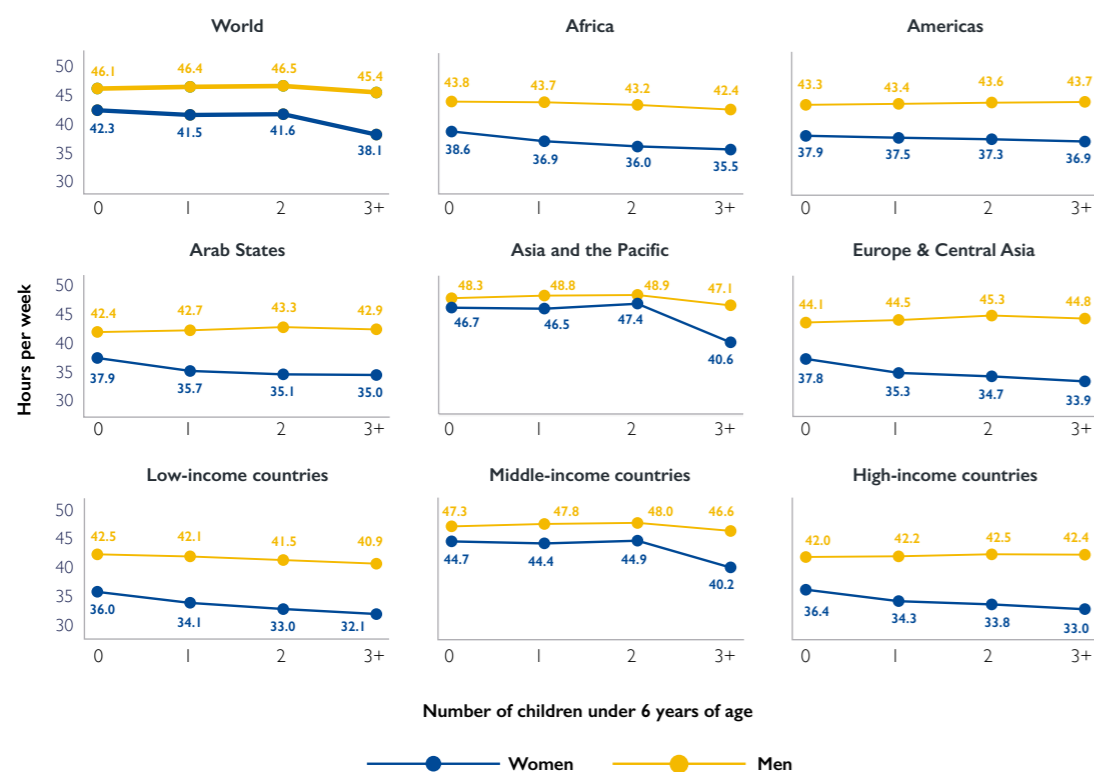 World
Africa
Americas
50
45
40
35
30
46.1 46.4 46.5 45.4
42.3 41.5 41.6 38.1
0 1 2 3+
43.8 43.7 43.2 42.4
38.6 36.9 36.0 35.5
0 1 2 3+
43.3 43.4 43.6 43.7
37.9 37.5 37.3 36.9
0 1 2 3+
Hours per week
Arab States
Asia and the Pacific
Europe & Central Asia
50
45
40
35
30
42.4 42.7 43.3 42.9
37.9 35.7 35.1 35.0
0 1 2 3+
48.3 48.8 48.9 47.1
46.7 46.5 47.4 40.6
0 1 2 3+
44.1 44.5 45.3 44.8
37.8 35.3 34.7 33.9
0 1 2 3+
Low-income countries
Middle-income countries
High-income countries
50
45
40
35
30
42.5 42.1 41.5 40.9
36.0 34.1 33.0 32.1
0 1 2 3+
47.3 47.8 48.0 46.6
44.7 44.4 44.9 40.2
0 1 2 3+
42.0 42.2 42.5 42.4
36.4 34.3 33.8 33.0
0 1 2 3+
Number of children under 6 years of age
Women
Men